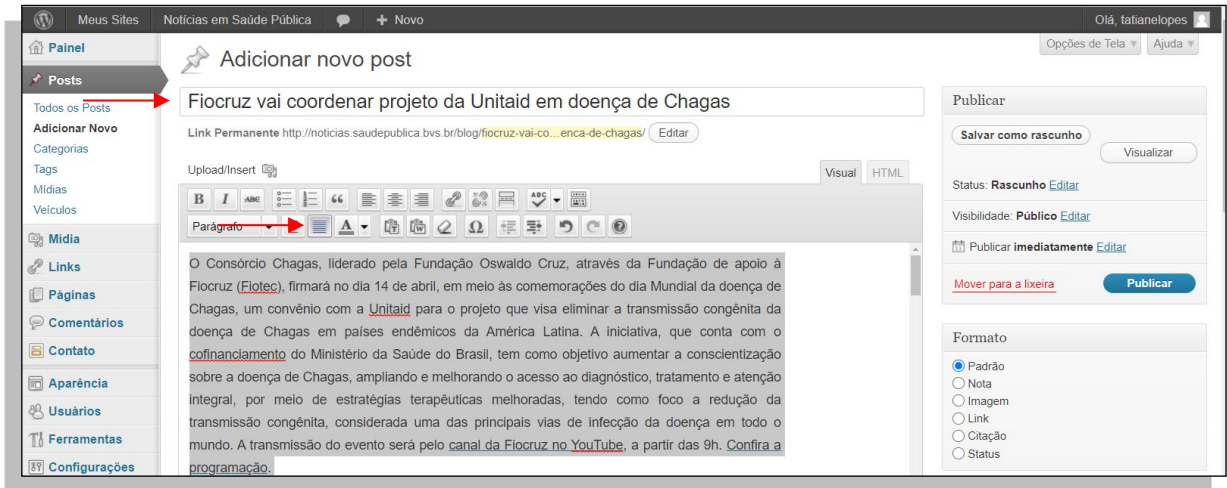 Meus Sites Notícias em Saúde Pública + Novo Olá, tatianelopes
Painel
Posts
Todos os Posts
Adicionar Novo
Categorias
Tags
Mídias
Veículos
Mídia
Links
Páginas
Comentários
Contato
Aparência
Usuários
Ferramentas
Configurações
Opções de Tela Ajuda
Adicionar novo post
Fiocruz vai coordenar projeto da Unitaid em doença de Chagas
Link Permanente http://noticias.saudepublica.bvs.br/blog/fiocruz-vai-co…enca-de-chagas/ Editar
Upload/Insert Visual HTML
B I ABC ABC
Parágrafo A T W Ω
O Consórcio Chagas, liderado pela Fundação Oswaldo Cruz, através da Fundação de apoio à
Fiocruz (Fiotec), firmará no dia 14 de abril, em meio às comemorações do dia Mundial da doença de
Chagas, um convênio com a Unitaid para o projeto que visa eliminar a transmissão congênita da
doença de Chagas em países endêmicos da América Latina. A iniciativa, que conta com o
cofinanciamento do Ministério da Saúde do Brasil, tem como objetivo aumentar a conscientização
sobre a doença de Chagas, ampliando e melhorando o acesso ao diagnóstico, tratamento e atenção
integral, por meio de estratégias terapêuticas melhoradas, tendo como foco a redução da
transmissão congênita, considerada uma das principais vias de infecção da doença em todo o
mundo. A transmissão do evento será pelo canal da Fiocruz no YouTube, a partir das 9h. Confira a
programação.
Publicar
Salvar como rascunho
Visualizar
Status: Rascunho Editar
Visibilidade: Público Editar
Publicar imediatamente Editar
Mover para a lixeira Publicar
Formato
Padrão
Nota
Imagem
Link
Citação
Status